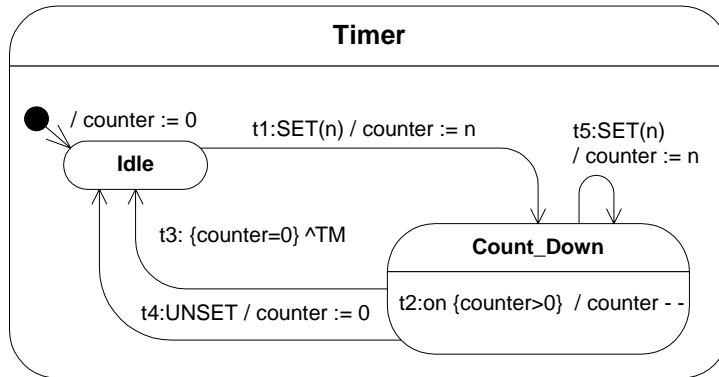 Timer
/ counter := 0
t1:SET(n) / counter := n
t5:SET(n)
/ counter := n
Idle
t3: {counter=0} ^TM
Count_Down
t2:on {counter>0} / counter - -
t4:UNSET / counter := 0